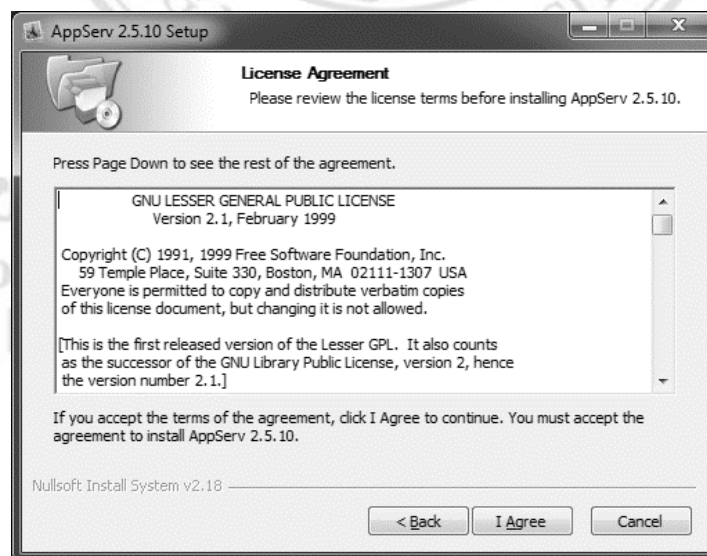 AppServ 2.5.10 Setup
License Agreement
Please review the license terms before installing AppServ 2.5.10.
Press Page Down to see the rest of the agreement.
GNU LESSER GENERAL PUBLIC LICENSE
Version 2.1, February 1999
Copyright (C) 1991, 1999 Free Software Foundation, Inc.
59 Temple Place, Suite 330, Boston, MA 02111-1307 USA
Everyone is permitted to copy and distribute verbatim copies
of this license document, but changing it is not allowed.
[This is the first released version of the Lesser GPL. It also counts
as the successor of the GNU Library Public License, version 2, hence
the version number 2.1.]
If you accept the terms of the agreement, click I Agree to continue. You must accept the
agreement to install AppServ 2.5.10.
Nullsoft Install System v2.18
< Back I Agree Cancel